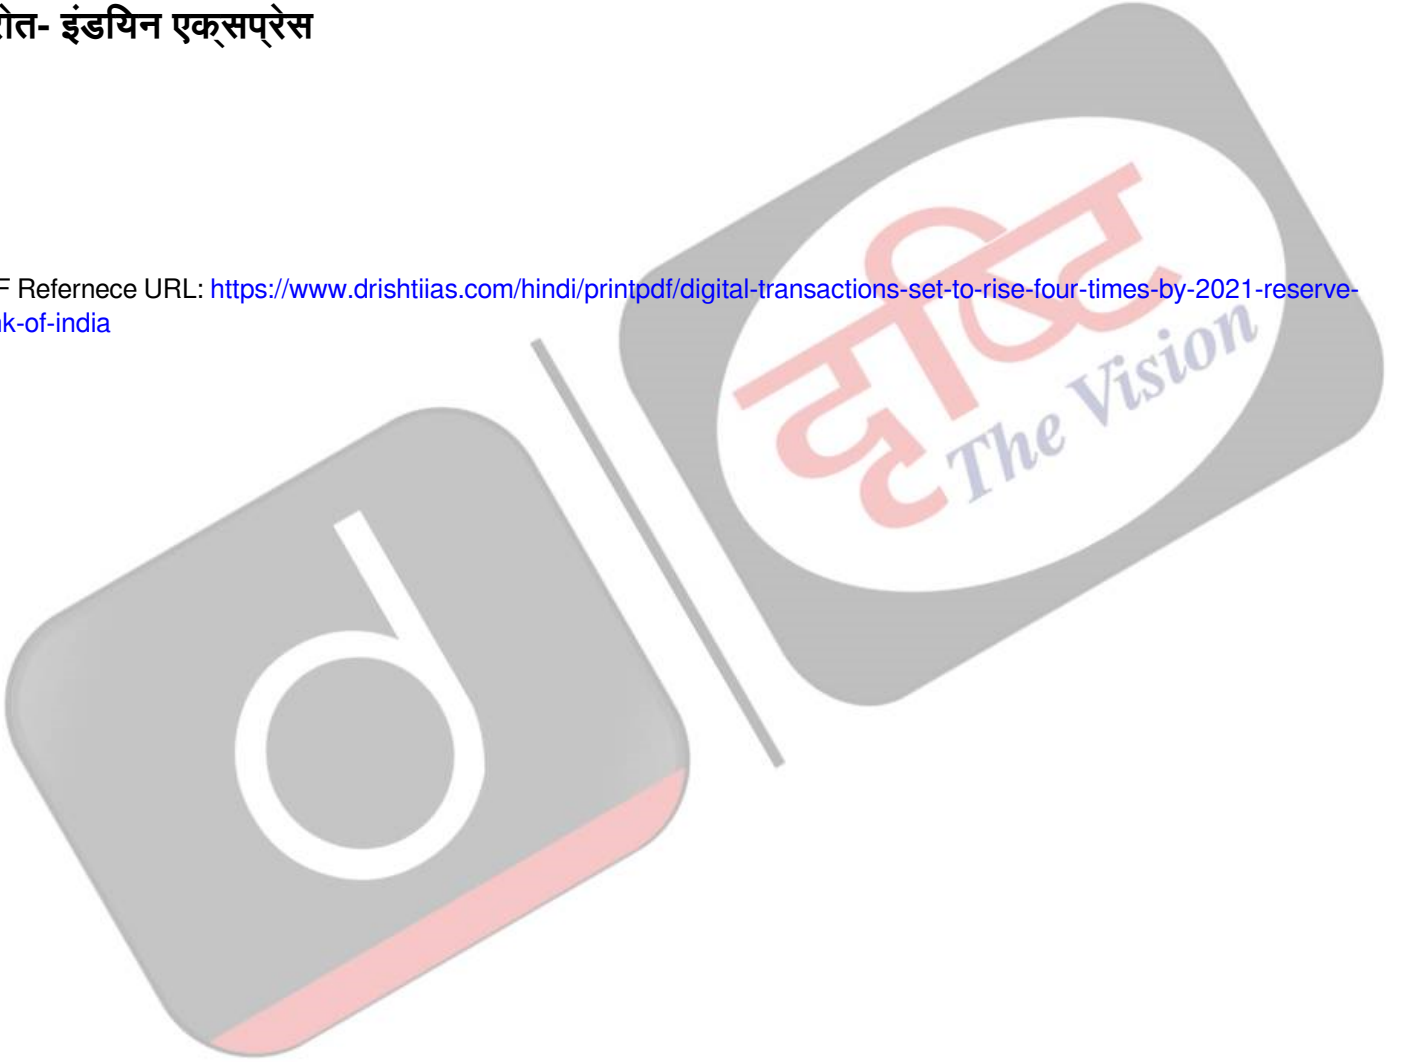 रोत- इंडियन एक्सप्रेस
F Refernece URL: https://www.drishtiias.com/hindi/printpdf/digital-transactions-set-to-rise-four-times-by-2021-reserve-
nk-of-india
दृष्टि
The Vision
d